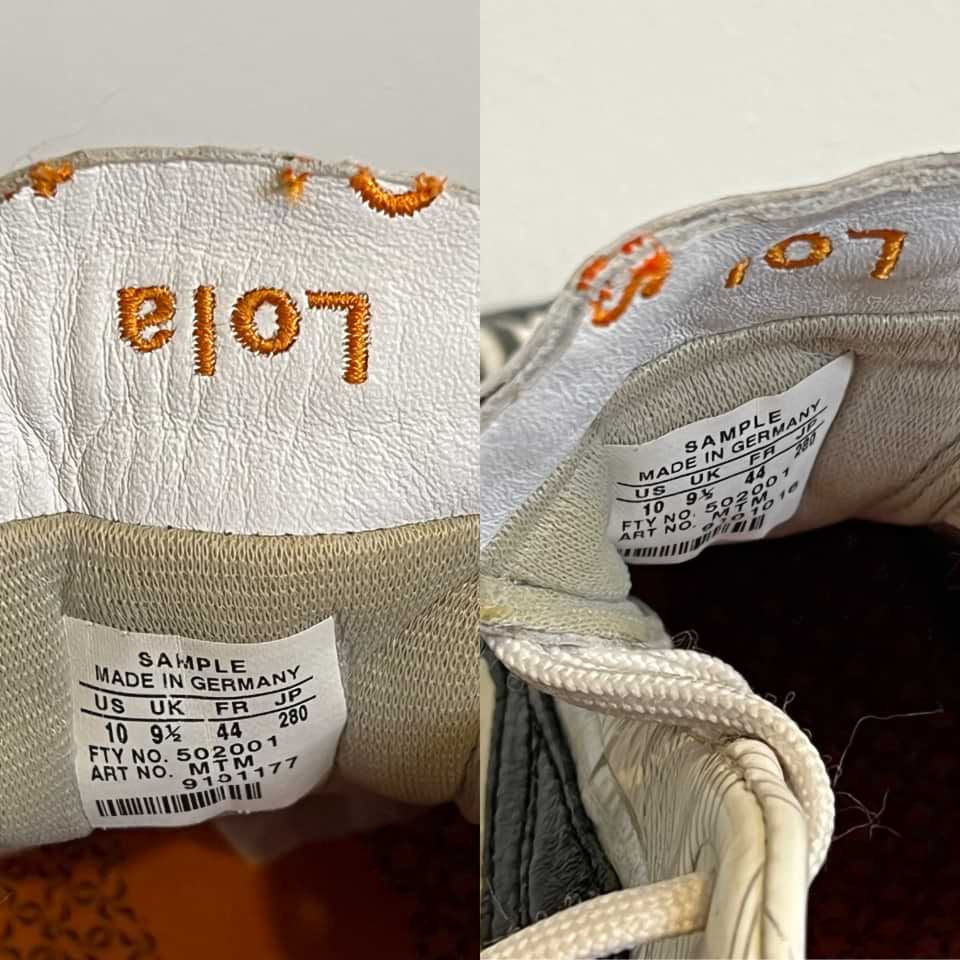 Lola
SAMPLE
MADE IN GERMANY
US UK FR JP
10 9½ 44 280
FTY NO. 502001
ART NO. MTM
9101177
Lo
SAMPLE
MADE IN GERMANY
US UK FR JP
10 9½ 44 280
FTY NO. 502001
ART NO. MTM